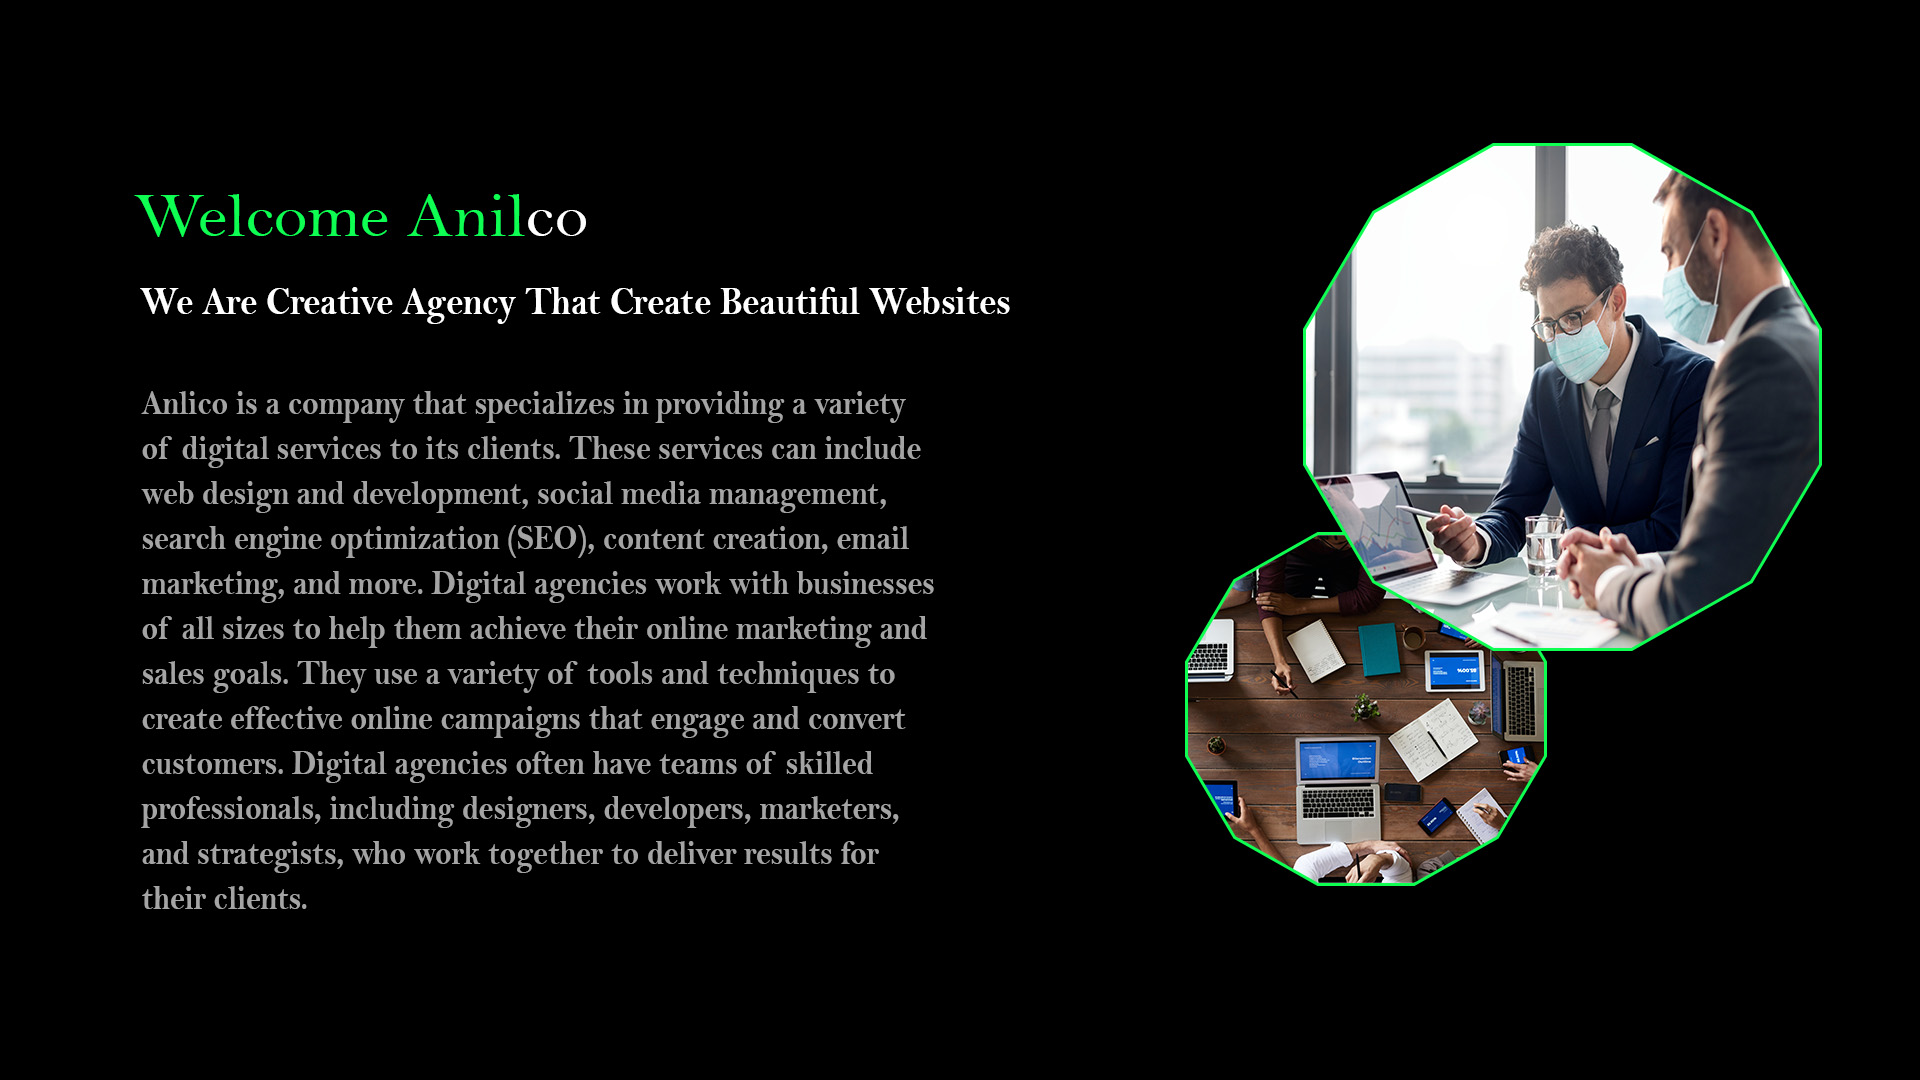 Welcome Anilco
We Are Creative Agency That Create Beautiful Websites
Anlico is a company that specializes in providing a variety
of digital services to its clients. These services can include
web design and development, social media management,
search engine optimization (SEO), content creation, email
marketing, and more. Digital agencies work with businesses
of all sizes to help them achieve their online marketing and
sales goals. They use a variety of tools and techniques to
create effective online campaigns that engage and convert
customers. Digital agencies often have teams of skilled
professionals, including designers, developers, marketers,
and strategists, who work together to deliver results for
their clients.